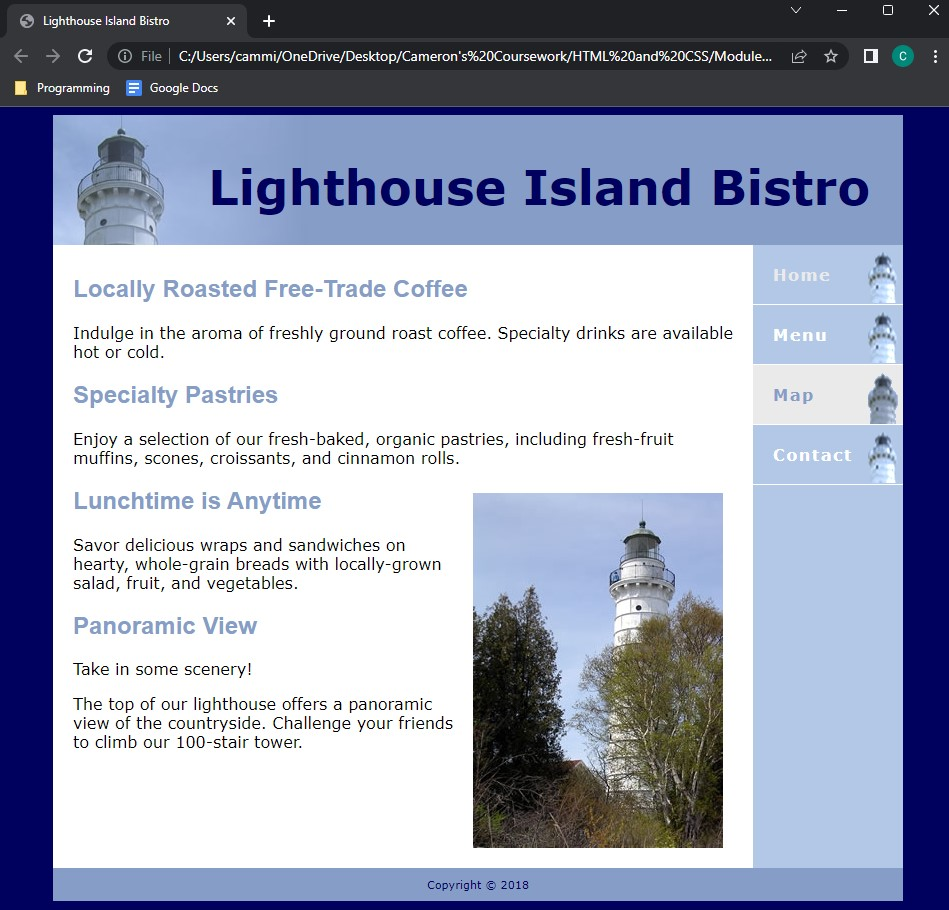 Lighthouse Island Bistro
File
C:/Users/cammi/OneDrive/Desktop/Cameron's%20Coursework/HTML%20and%20CSS/Module...
C
Programming
Google Docs
Lighthouse Island Bistro
Locally Roasted Free-Trade Coffee
Indulge in the aroma of freshly ground roast coffee. Specialty drinks are available
hot or cold.
Specialty Pastries
Enjoy a selection of our fresh-baked, organic pastries, including fresh-fruit
muffins, scones, croissants, and cinnamon rolls.
Lunchtime is Anytime
Savor delicious wraps and sandwiches on
hearty, whole-grain breads with locally-grown
salad, fruit, and vegetables.
Panoramic View
Take in some scenery!
The top of our lighthouse offers a panoramic
view of the countryside. Challenge your friends
to climb our 100-stair tower.
Home
Menu
Map
Contact
Copyright © 2018